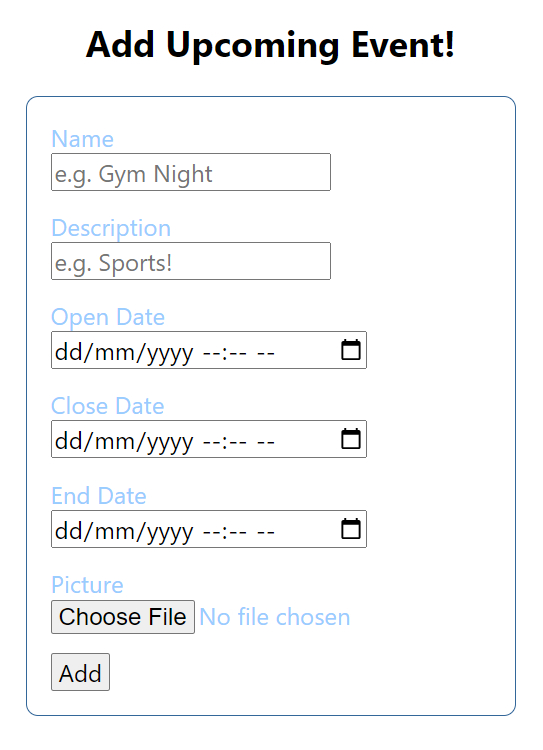 Add Upcoming Event!
Name
e.g. Gym Night
Description
e.g. Sports!
Open Date
dd/mm/yyyy --:-- --
Close Date
dd/mm/yyyy --:-- --
End Date
dd/mm/yyyy --:-- --
Picture
Choose File No file chosen
Add